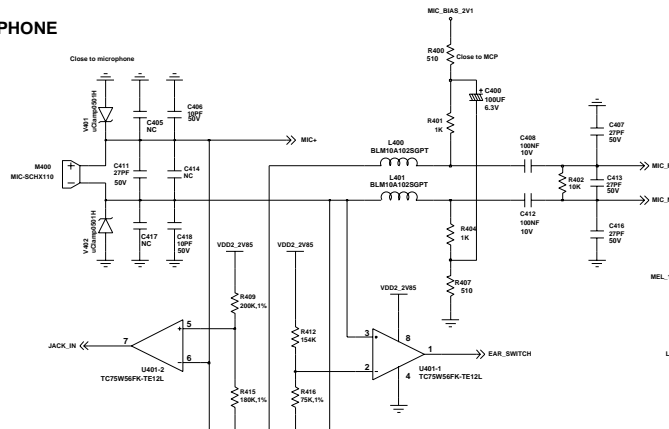 PHONE
MIC_BIAS_2V1
Close to microphone
R400
510
Close to MCP
C400
100UF
6.3V
V401
uClamp0501H
C405
NC
C406
10PF
50V
R401
1K
L400
BLM10A102SGPT
C408
100NF
10V
C407
27PF
50V
MIC+
M400
MIC-SCHX110
C411
27PF
50V
C414
NC
L401
BLM10A102SGPT
R402
10K
C413
27PF
50V
C412
100NF
10V
V402
uClamp0501H
C417
NC
C418
10PF
50V
R404
1K
C416
27PF
50V
VDD2_2V85
VDD2_2V85
R407
510
VDD2_2V85
R409
200K,1%
R412
154K
JACK_IN
7
5
6
+
-
U401-2
TC75W56FK-TE12L
3
2
8
1
4
EAR_SWITCH
U401-1
TC75W56FK-TE12L
R415
180K,1%
R416
75K,1%